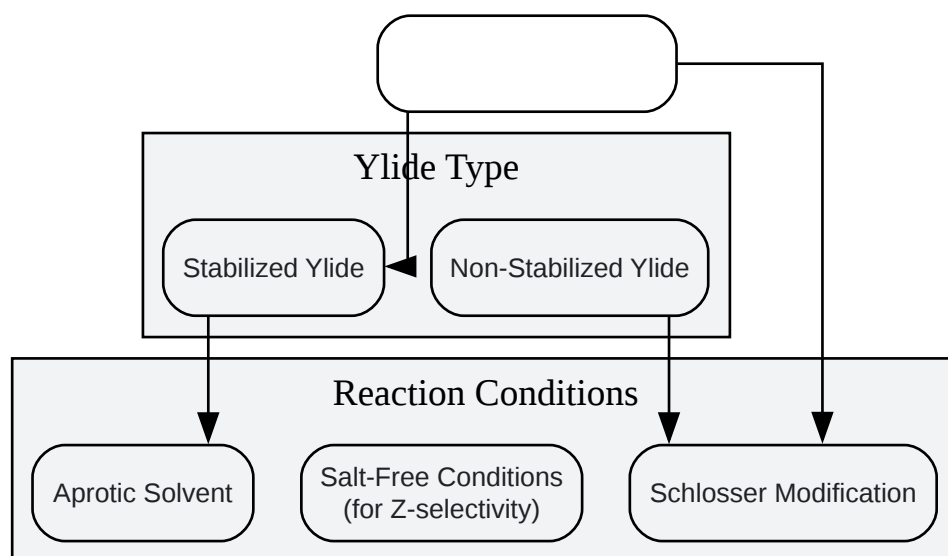 Ylide Type
Stabilized Ylide
Non-Stabilized Ylide
Reaction Conditions
Aprotic Solvent
Salt-Free Conditions
(for Z-selectivity)
Schlosser Modification